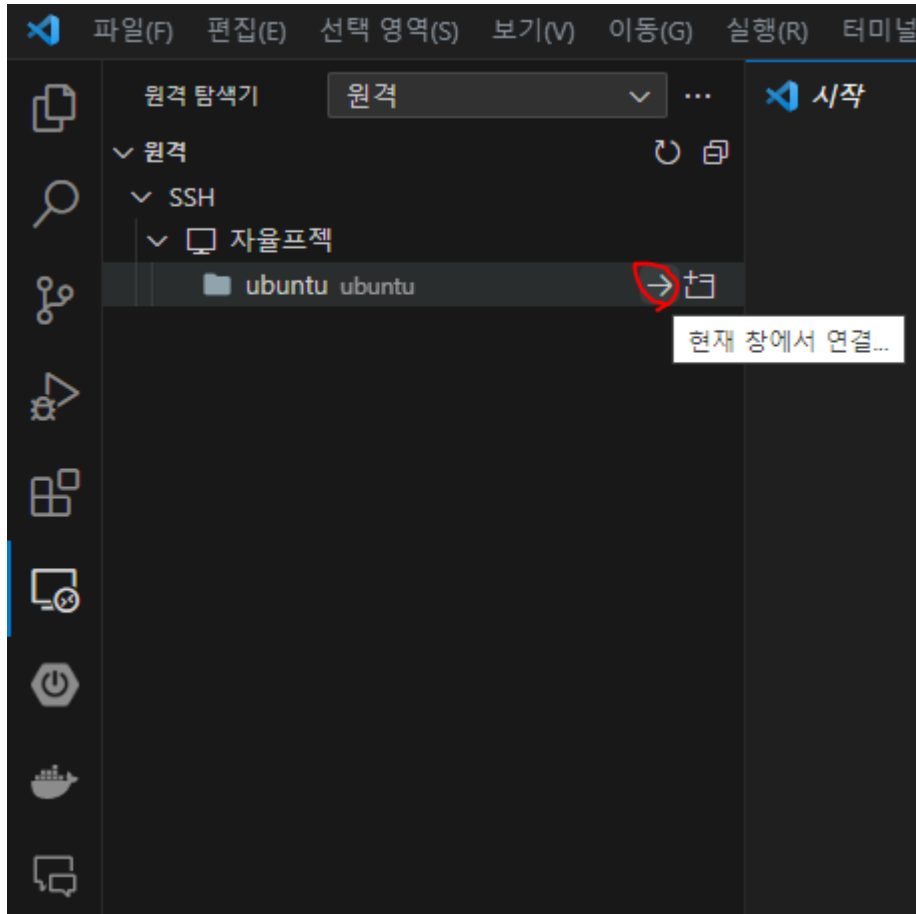 파일(F) 편집(E) 선택 영역(S) 보기(V) 이동(G) 실행(R) 터미널
원격 탐색기 원격 ... 시작
원격
SSH
자율프젝
ubuntu ubuntu
현재 창에서 연결...